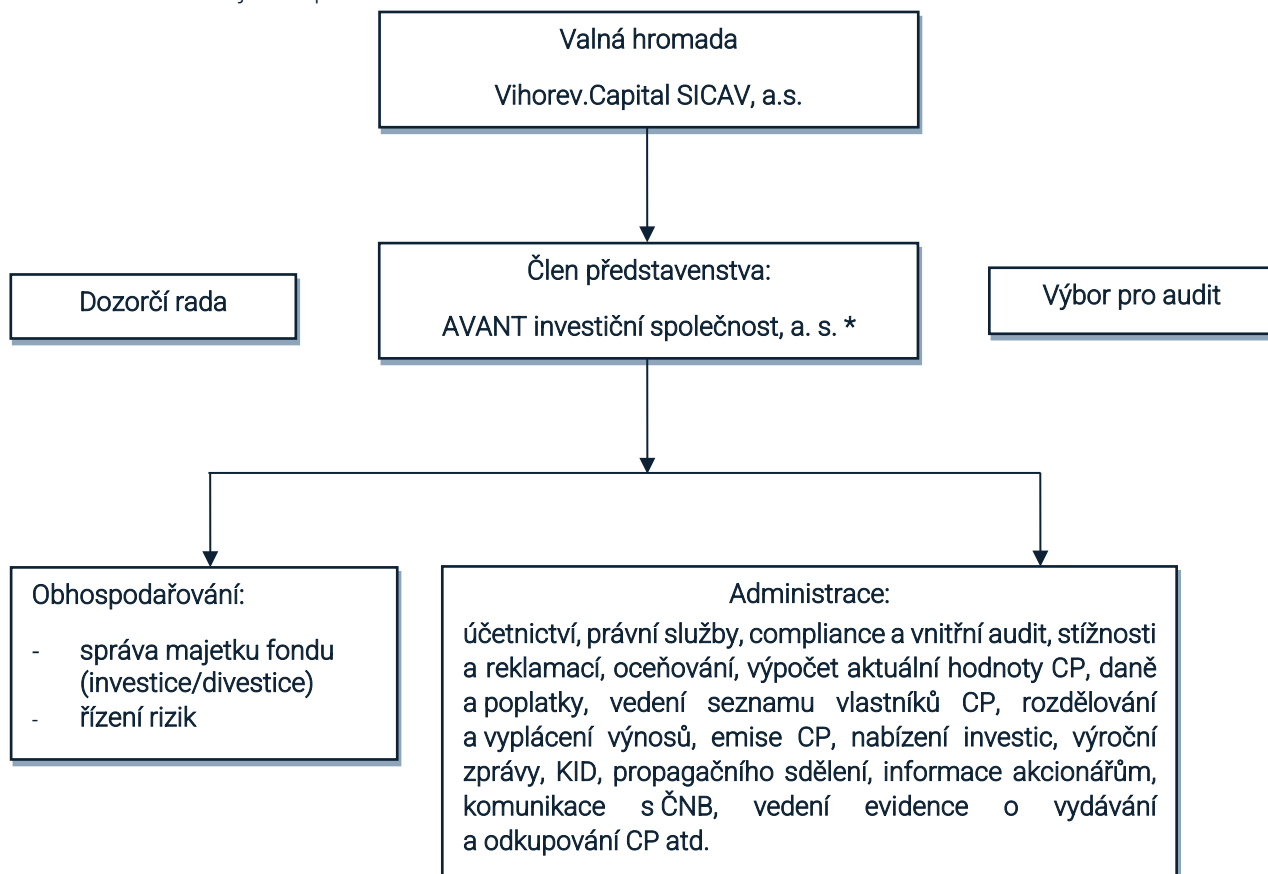 Valná hromada
Vihorev.Capital SICAV, a.s.
Člen představenstva:
AVANT investiční společnost, a. s. *
Dozorčí rada
Výbor pro audit
Obhospodařování:
- správa majetku fondu
(investice/divestice)
- řízení rizik
Administrace:
účetnictví, právní služby, compliance a vnitřní audit, stížnosti
a reklamací, oceňování, výpočet aktuální hodnoty CP, daně
a poplatky, vedení seznamu vlastníků CP, rozdělování
a vyplácení výnosů, emise CP, nabízení investic, výroční
zprávy, KID, propagačního sdělení, informace akcionářům,
komunikace s ČNB, vedení evidence o vydávání
a odkupování CP atd.